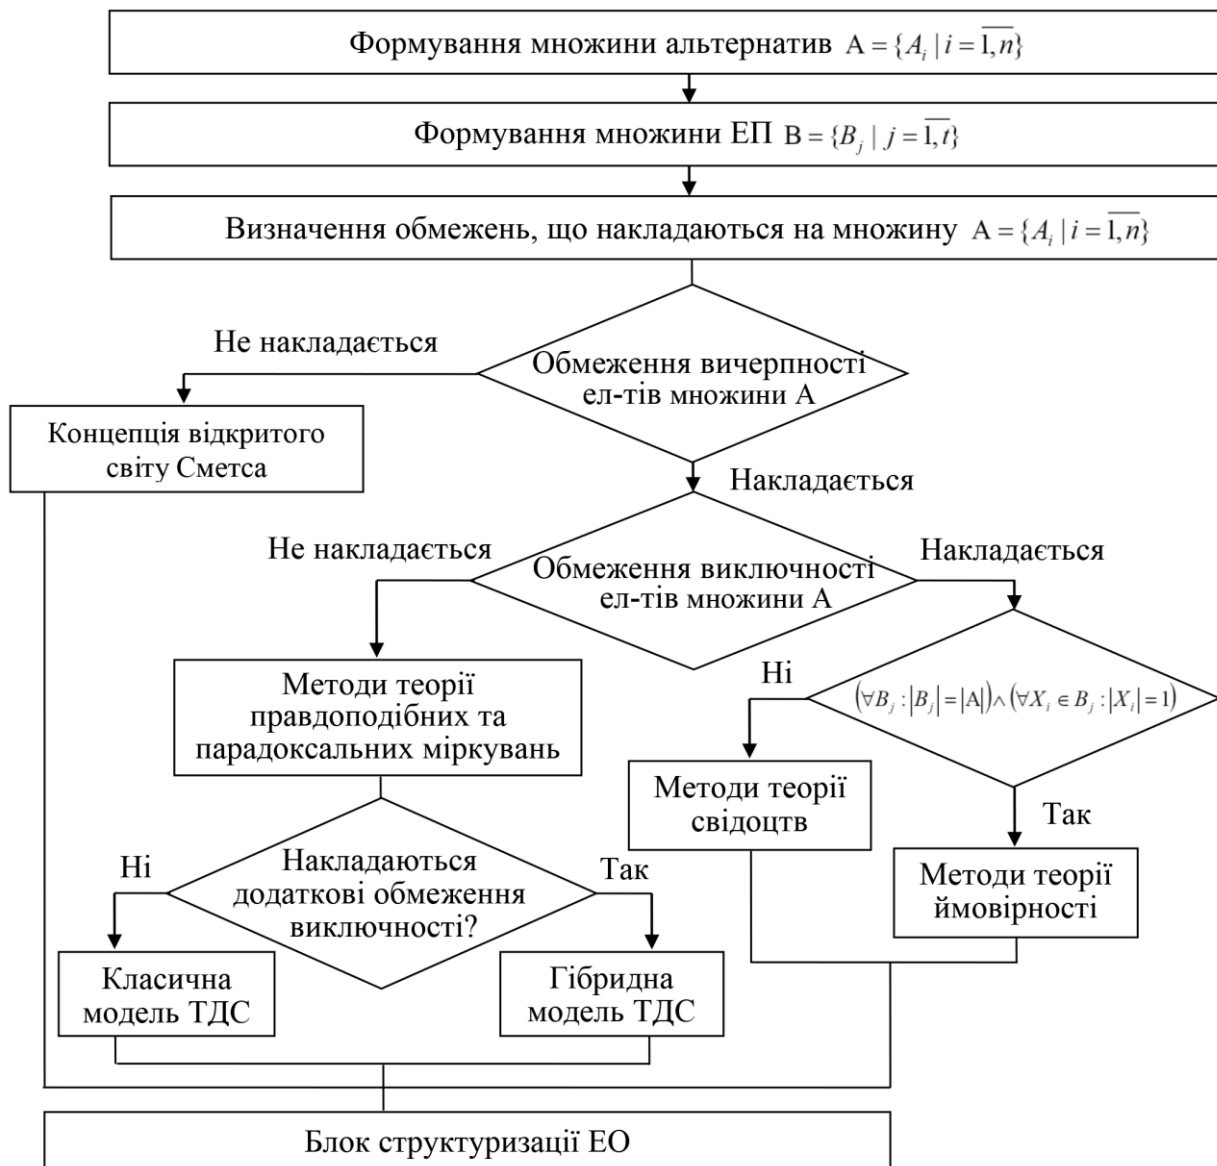 Формування множини альтернатив A = {A_i | i = \overline{1,n}}
Формування множини ЕП B = {B_j | j = \overline{1,t}}
Визначення обмежень, що накладаються на множину A = {A_i | i = \overline{1,n}}
Не накладається
Обмеження вичерпності
ел-тів множини А
Концепція відкритого
світу Сметса
Накладається
Не накладається
Обмеження виключності
ел-тів множини А
Накладається
Методи теорії
правдоподібних та
парадоксальних міркувань
Ні
(∀B_j : |B_j| = |A|) ∧ (∀X_i ∈ B_j : |X_i| = 1)
Методи теорії
свідоцтв
Так
Методи теорії
ймовірності
Ні
Накладаються
додаткові обмеження
виключності?
Так
Класична
модель ТДС
Гібридна
модель ТДС
Блок структуризації ЕО